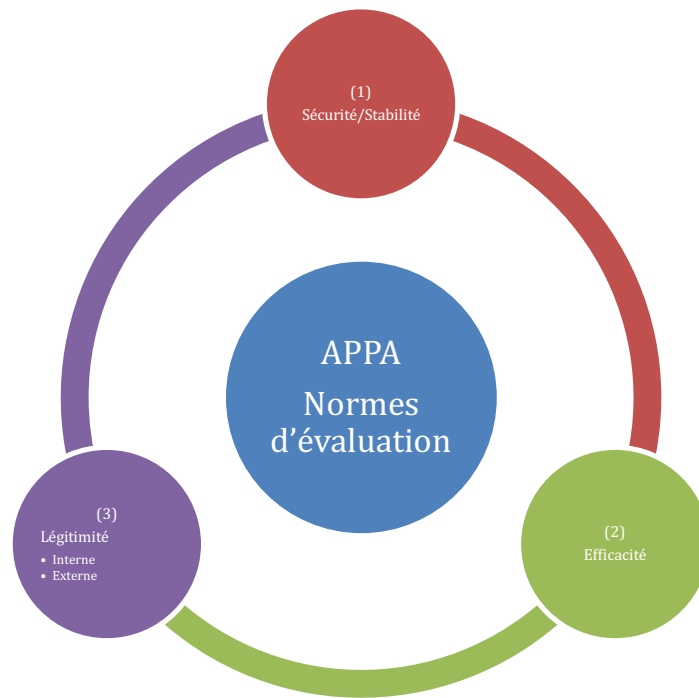 (1)
Sécurité/Stabilité
APPA
Normes
d'évaluation
(3)
Légitimité
• Interne
• Externe
(2)
Efficacité